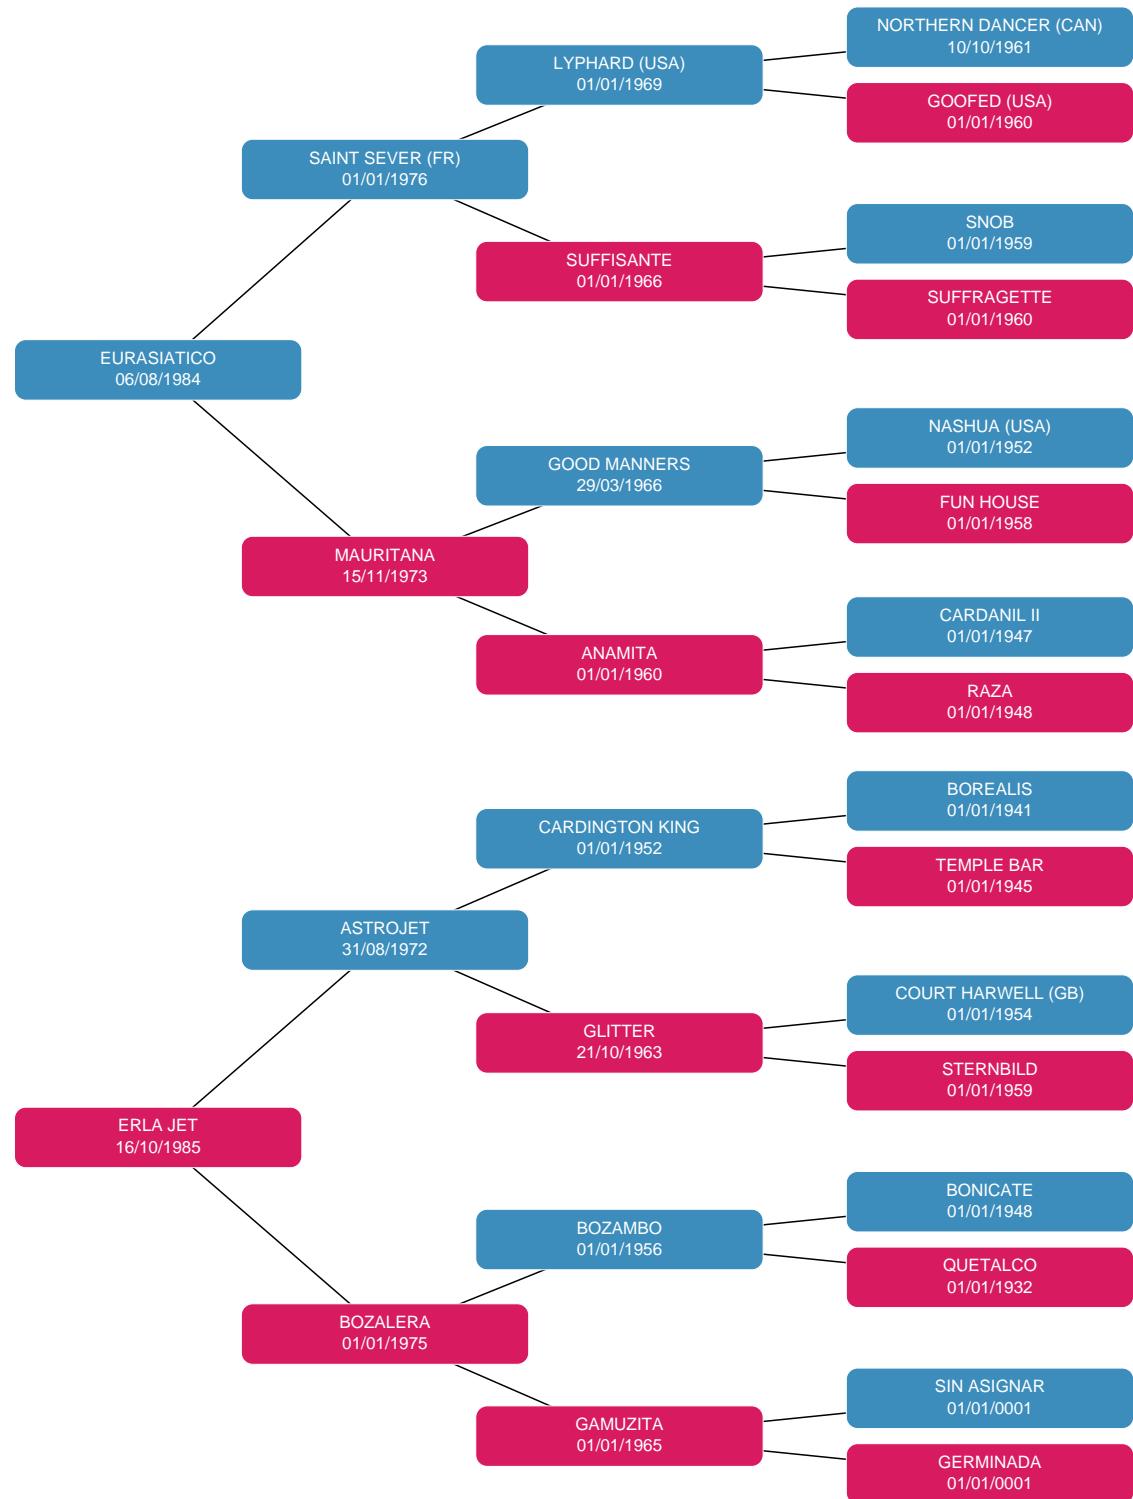 NORTHERN DANCER (CAN)
10/10/1961
LYPHARD (USA)
01/01/1969
GOOFED (USA)
01/01/1960
SAINT SEVER (FR)
01/01/1976
SNOB
01/01/1959
SUFFISANTE
01/01/1966
SUFFRAGETTE
01/01/1960
EURASIATICO
06/08/1984
NASHUA (USA)
01/01/1952
GOOD MANNERS
29/03/1966
FUN HOUSE
01/01/1958
MAURITANA
15/11/1973
CARDANIL II
01/01/1947
ANAMITA
01/01/1960
RAZA
01/01/1948
BOREALIS
01/01/1941
CARDINGTON KING
01/01/1952
TEMPLE BAR
01/01/1945
ASTROJET
31/08/1972
COURT HARWELL (GB)
01/01/1954
GLITTER
21/10/1963
STERNBILD
01/01/1959
ERLA JET
16/10/1985
BONICATE
01/01/1948
BOZAMBO
01/01/1956
QUETALCO
01/01/1932
BOZALERA
01/01/1975
SIN ASIGNAR
01/01/0001
GAMUZITA
01/01/1965
GERMINADA
01/01/0001